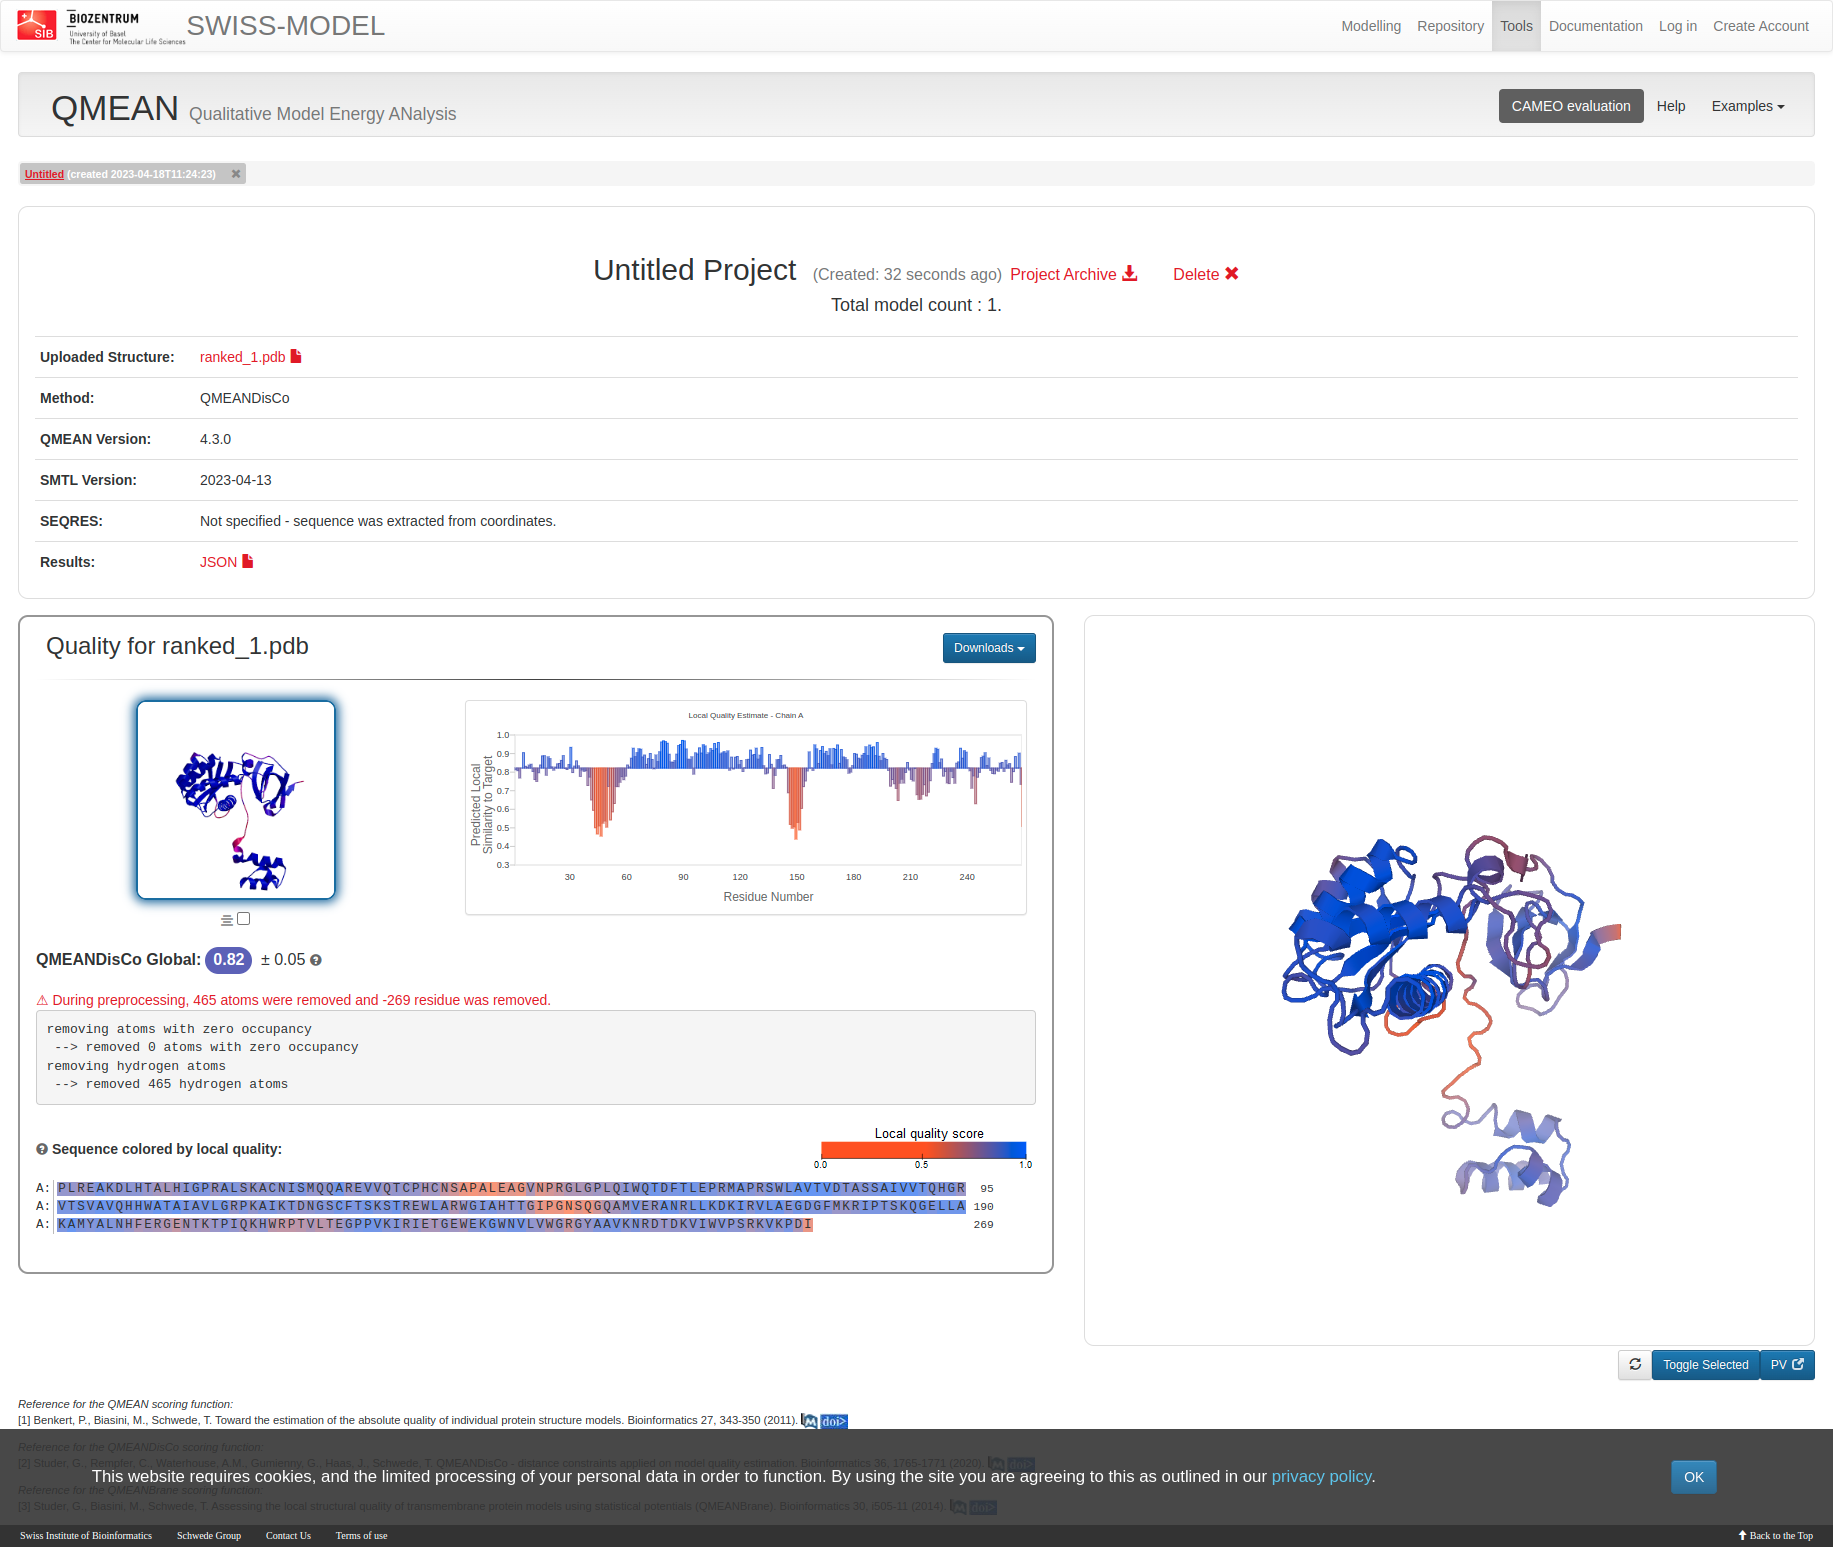 SIB
BIOZENTRUM
University of Basel
The Center for Molecular Life Sciences
SWISS-MODEL
Modelling Repository Tools Documentation Log in Create Account
QMEAN Qualitative Model Energy ANalysis
CAMEO evaluation Help Examples
Untitled (created 2023-04-18T11:24:23) ✖
Untitled Project (Created: 32 seconds ago) Project Archive Delete ✖
Total model count : 1.
Uploaded Structure: ranked_1.pdb
Method: QMEANDisCo
QMEAN Version: 4.3.0
SMTL Version: 2023-04-13
SEQRES: Not specified - sequence was extracted from coordinates.
Results: JSON
Quality for ranked_1.pdb
Downloads
Local Quality Estimate - Chain A
Predicted Local
Similarity to Target
1.0
0.9
0.8
0.7
0.6
0.5
0.4
0.3
30 60 90 120 150 180 210 240
Residue Number
QMEANDisCo Global: 0.82 ± 0.05
⚠ During preprocessing, 465 atoms were removed and -269 residue was removed.
removing atoms with zero occupancy
--> removed 0 atoms with zero occupancy
removing hydrogen atoms
--> removed 465 hydrogen atoms
Local quality score
0.0 0.5 1.0
Sequence colored by local quality:
A: PLREAKDLHTALHIGPRALSKACNISMQQAREVVQTCPHCNSAPALEAGVNPRGLGPLQIWQTDFTLEPRMAPRSWLAVTVDTASSAIVVTQHGR 95
A: VTSVAVQHHWATAIAVLGRPKAIKTDNGSCFTSKSTREWLARWGIAHTTGIPGNSQGQAMVERANRLLKDKIRVLAEGDGFMKRIPTSKQGELLA 190
A: KAMYALNHFERGENTKTPIQKHWRPTVLTEGPPVKIRIETGEWEKGWNVLVWGRGYAAVKNRDTDKVIWVPSRKVKPDI 269
Toggle Selected PV
Reference for the QMEAN scoring function:
[1] Benkert, P., Biasini, M., Schwede, T. Toward the estimation of the absolute quality of individual protein structure models. Bioinformatics 27, 343-350 (2011). doi>
Reference for the QMEANDisCo scoring function:
[2] Studer, G., Rempfer, C., Waterhouse, A.M., Gumienny, G., Haas, J., Schwede, T. QMEANDisCo - distance constraints applied on model quality estimation. Bioinformatics 36, 1765-1771 (2020). doi>
This website requires cookies, and the limited processing of your personal data in order to function. By using the site you are agreeing to this as outlined in our privacy policy.
OK
Reference for the QMEANBrane scoring function:
[3] Studer, G., Biasini, M., Schwede, T. Assessing the local structural quality of transmembrane protein models using statistical potentials (QMEANBrane). Bioinformatics 30, i505-11 (2014). doi>
Swiss Institute of Bioinformatics Schwede Group Contact Us Terms of use Back to the Top